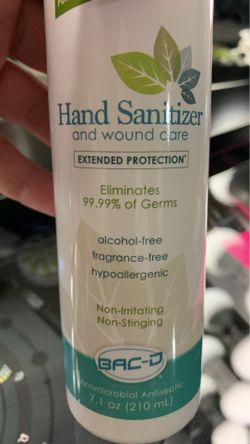 Hand Sanitizer
and wound care
EXTENDED PROTECTION*
Eliminates
99.99% of Germs
alcohol-free
fragrance-free
hypoallergenic
Non-Irritating
Non-Stinging
BAC-D
Antimicrobial Antiseptic
7.1 oz (210 mL)